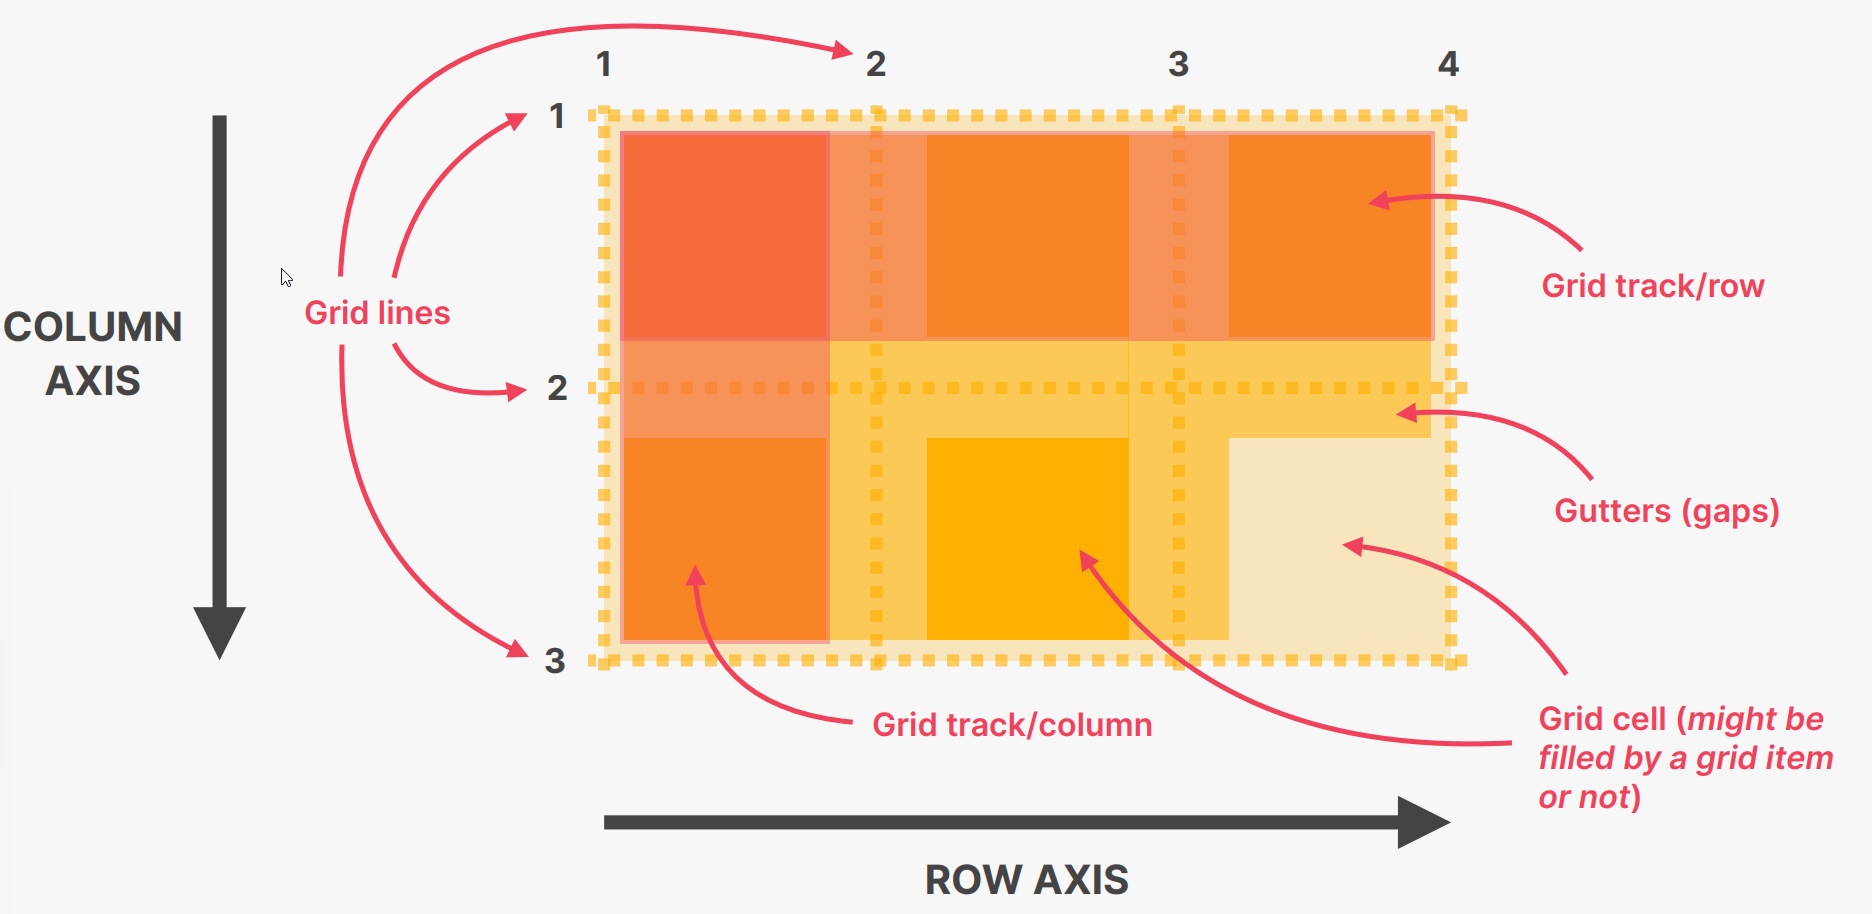 1
2
3
4
1
Grid lines
COLUMN
AXIS
2
3
Grid track/row
Gutters (gaps)
Grid track/column
Grid cell (might be
filled by a grid item
or not)
ROW AXIS